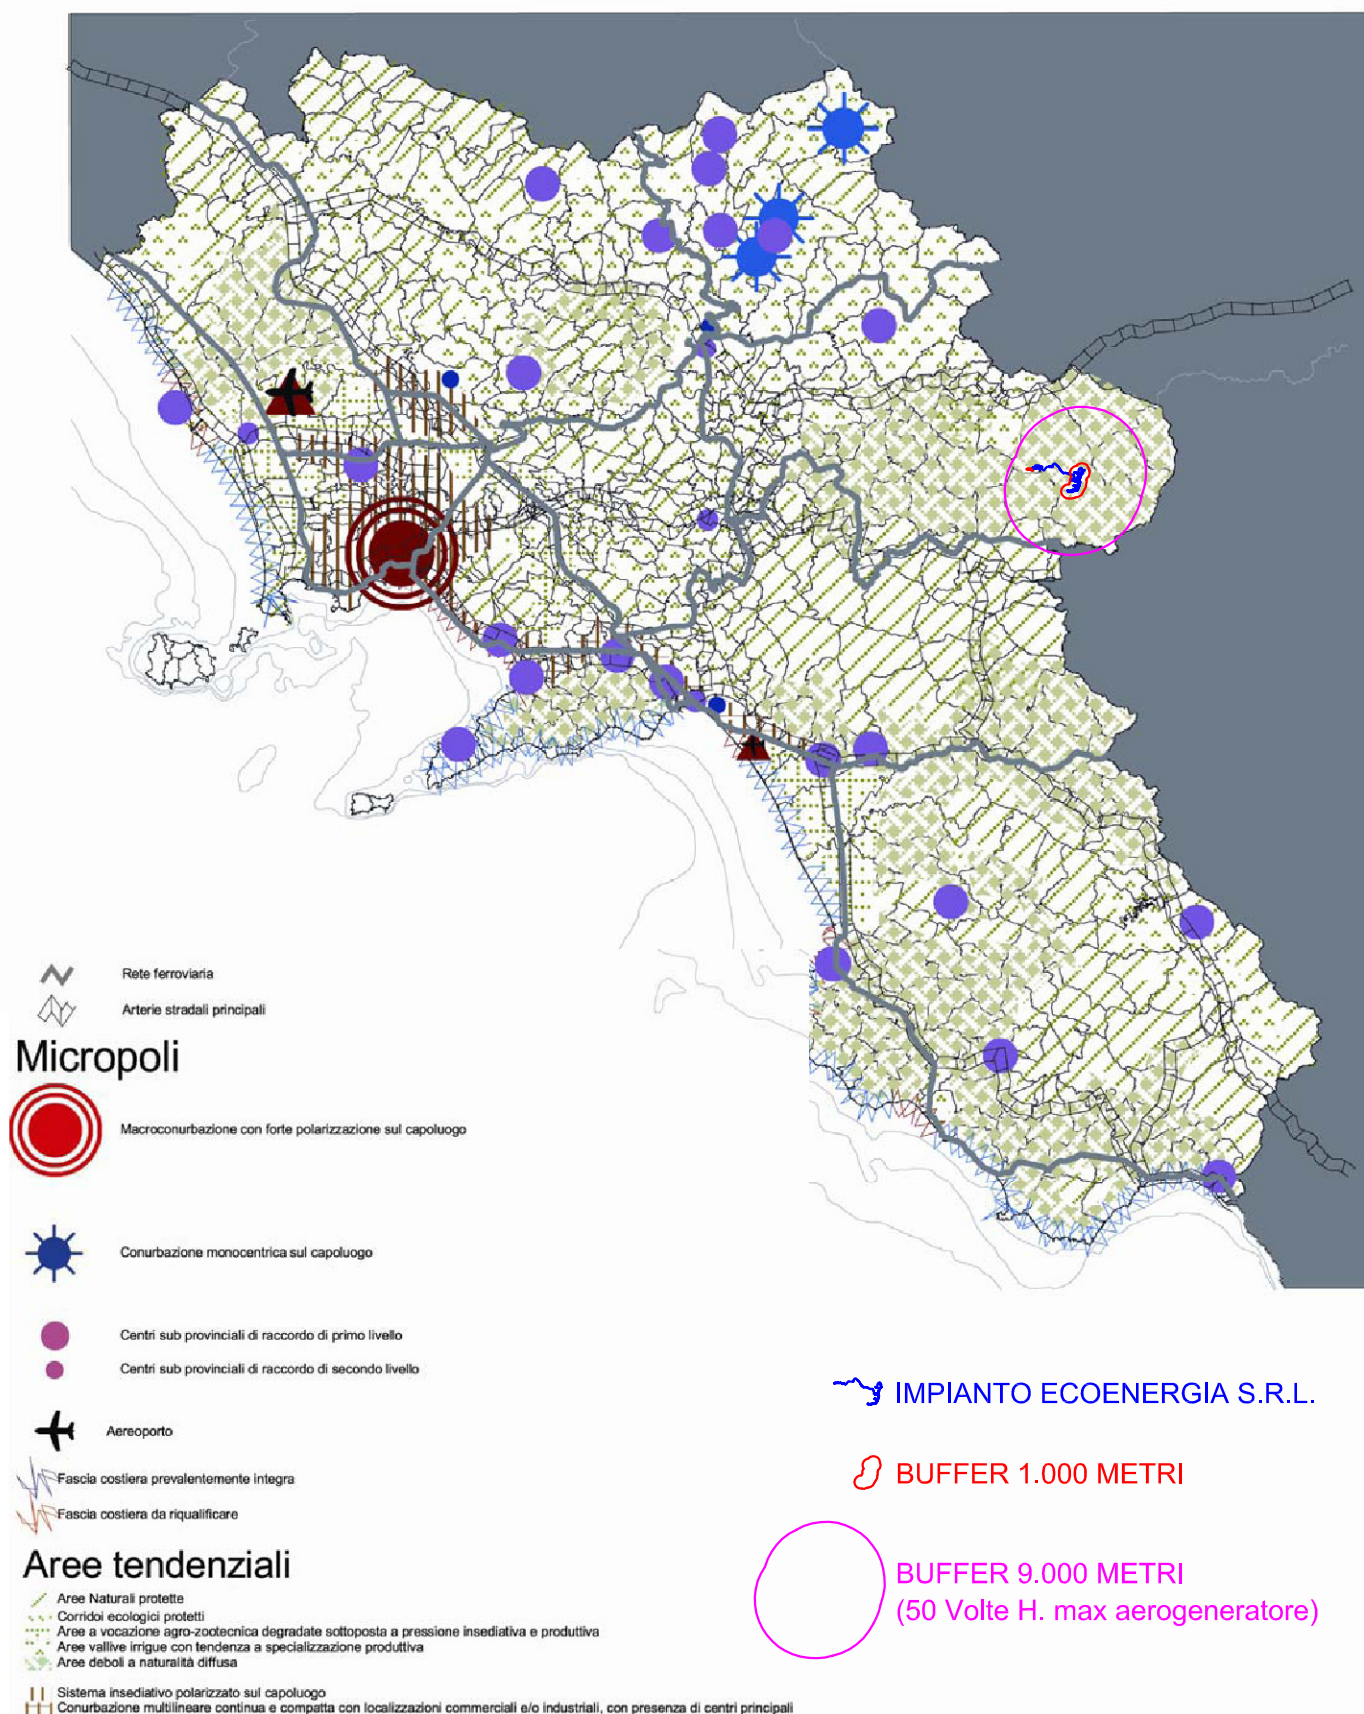 Rete ferroviaria
Arterie stradali principali
Micropoli
Macroconurbazione con forte polarizzazione sul capoluogo
Conurbazione monocentrica sul capoluogo
Centri sub provinciali di raccordo di primo livello
Centri sub provinciali di raccordo di secondo livello
Aereoporto
Fascia costiera prevalentemente integra
Fascia costiera da riqualificare
Aree tendenziali
Aree Naturali protette
Corridoi ecologici protetti
Aree a vocazione agro-zootecnica degradate sottoposta a pressione insediativa e produttiva
Aree vallive irrigue con tendenza a specializzazione produttiva
Aree deboli a naturalità diffusa
Sistema insediativo polarizzato sul capoluogo
Conurbazione multilineare continua e compatta con localizzazioni commerciali e/o industriali, con presenza di centri principali
IMPIANTO ECOENERGIA S.R.L.
BUFFER 1.000 METRI
BUFFER 9.000 METRI
(50 Volte H. max aerogeneratore)